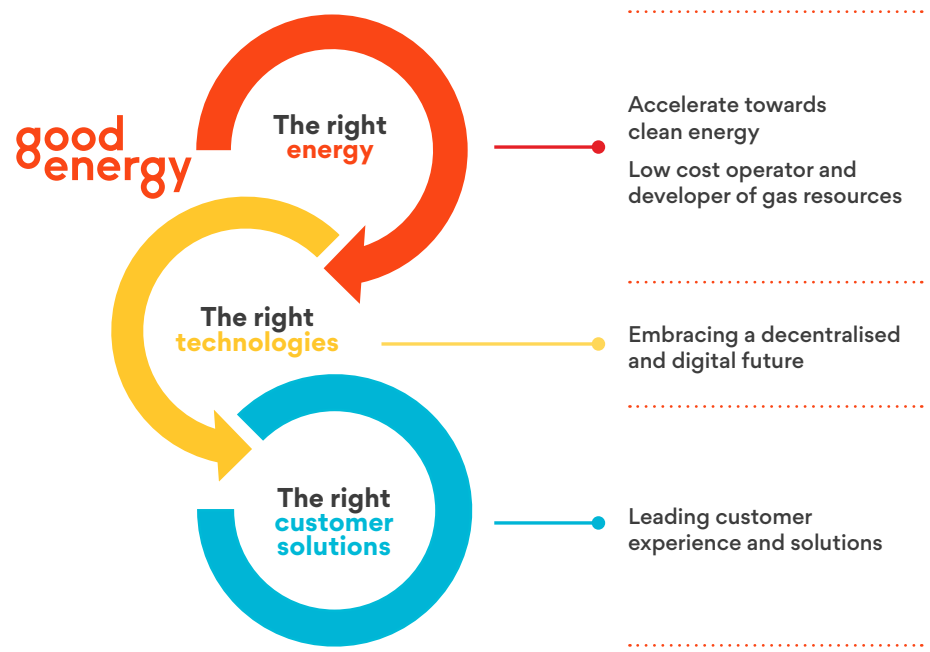 good
energy
The right
energy
Accelerate towards
clean energy
Low cost operator and
developer of gas resources
The right
technologies
Embracing a decentralised
and digital future
The right
customer
solutions
Leading customer
experience and solutions